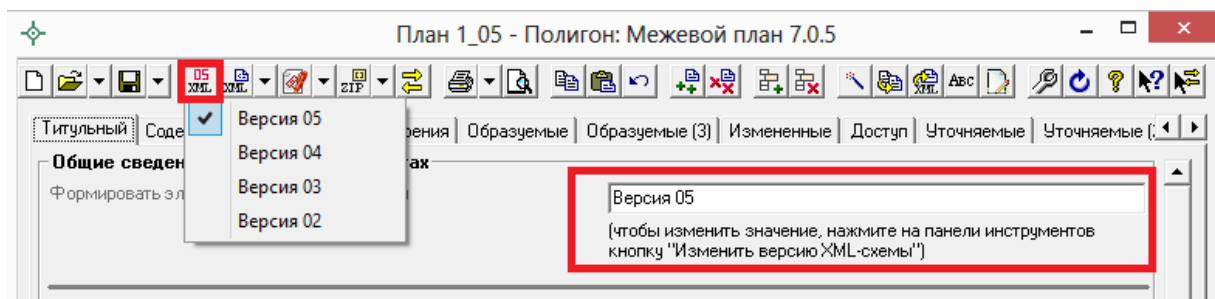 План 1_05 - Полигон: Межевой план 7.0.5
05 XML XML ZIP XML ABC
Титульный Соде рения Образуемые Образуемые (3) Измененные Доступ Уточняемые Уточняемые (
Версия 05
Версия 04
Версия 03
Версия 02
Общие сведен ах
Формировать эл
Версия 05
(чтобы изменить значение, нажмите на панели инструментов
кнопку "Изменить версию XML-схемы")